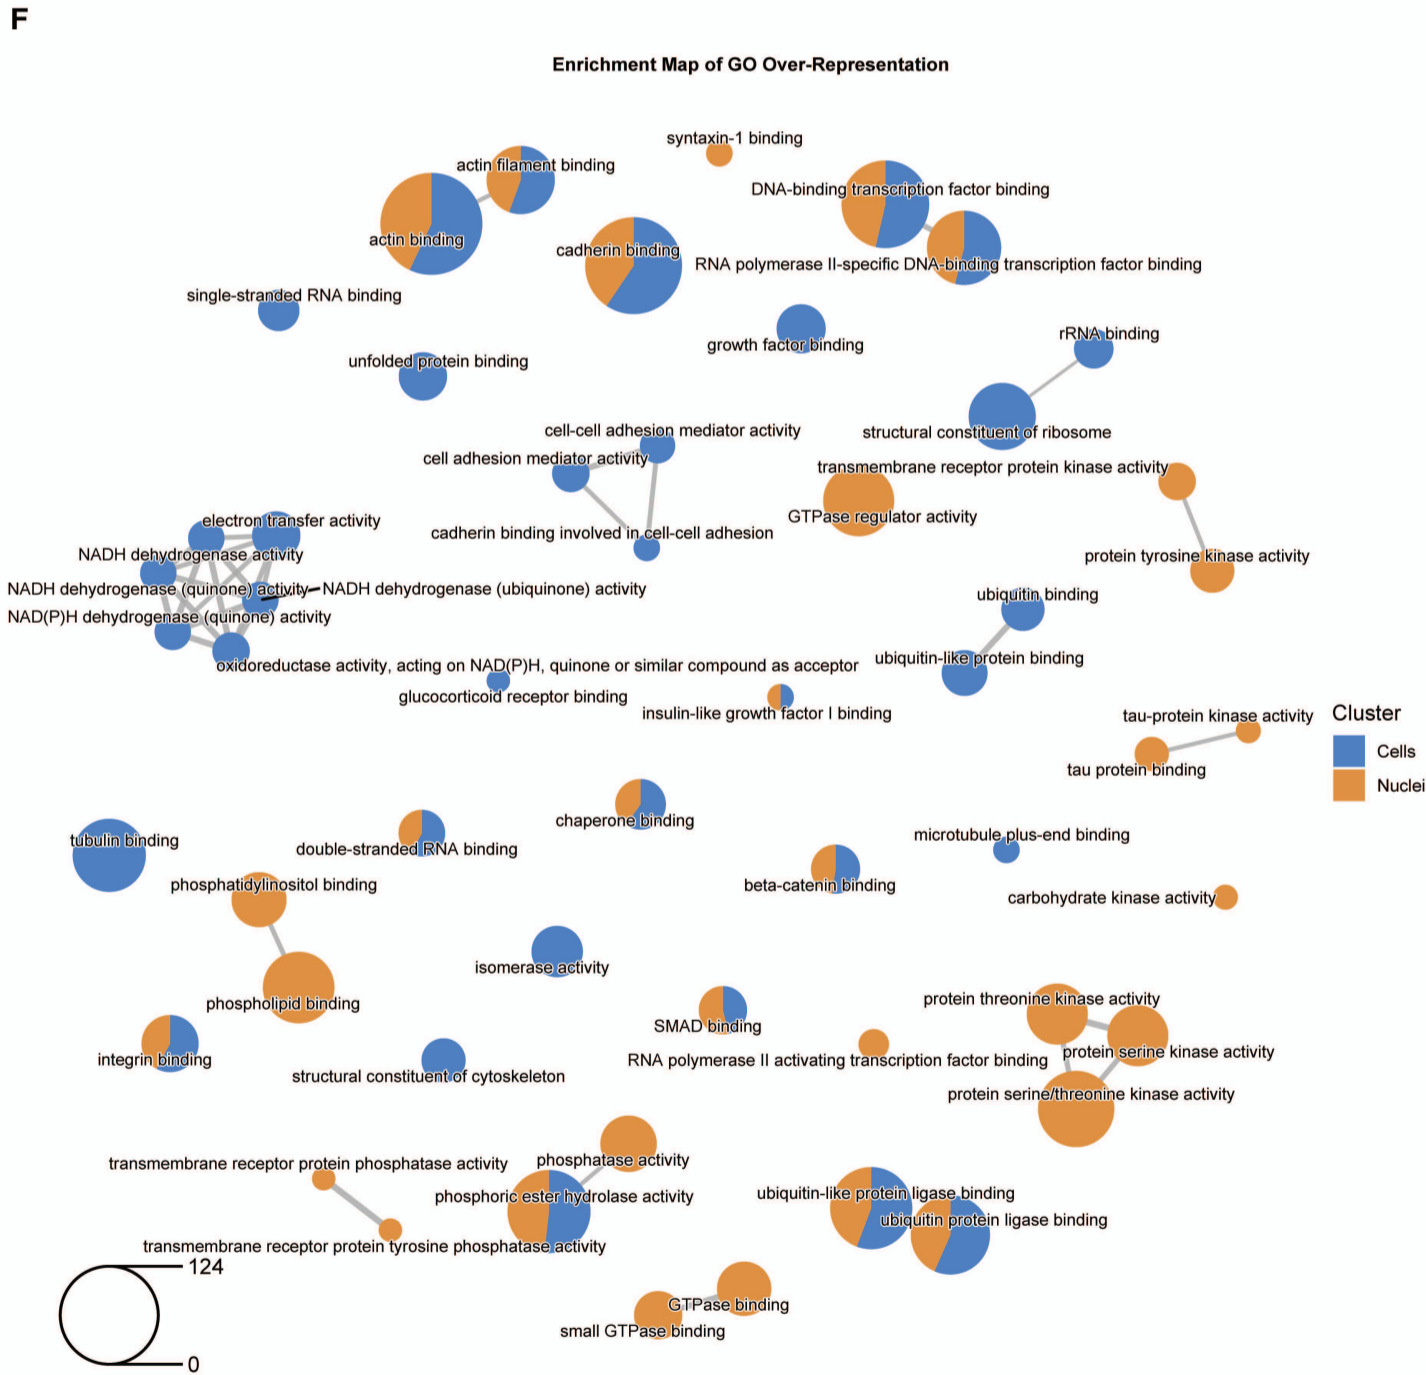 F
Enrichment Map of GO Over-Representation
syntaxin-1 binding
actin filament binding
DNA-binding transcription factor binding
actin binding
cadherin binding
RNA polymerase II-specific DNA-binding transcription factor binding
single-stranded RNA binding
rRNA binding
growth factor binding
unfolded protein binding
cell-cell adhesion mediator activity
structural constituent of ribosome
cell adhesion mediator activity
transmembrane receptor protein kinase activity
GTPase regulator activity
electron transfer activity
cadherin binding involved in cell-cell adhesion
NADH dehydrogenase activity
protein tyrosine kinase activity
NADH dehydrogenase (quinone) activity
NADH dehydrogenase (ubiquinone) activity
ubiquitin binding
NAD(P)H dehydrogenase (quinone) activity
ubiquitin-like protein binding
oxidoreductase activity, acting on NAD(P)H, quinone or similar compound as acceptor
glucocorticoid receptor binding
insulin-like growth factor I binding
tau-protein kinase activity
Cluster
Cells
Nuclei
tau protein binding
chaperone binding
microtubule plus-end binding
tubulin binding
double-stranded RNA binding
phosphatidylinositol binding
beta-catenin binding
carbohydrate kinase activity
isomerase activity
phospholipid binding
protein threonine kinase activity
SMAD binding
integrin binding
RNA polymerase II activating transcription factor binding
protein serine kinase activity
structural constituent of cytoskeleton
protein serine/threonine kinase activity
phosphatase activity
transmembrane receptor protein phosphatase activity
phosphoric ester hydrolase activity
ubiquitin-like protein ligase binding
ubiquitin protein ligase binding
transmembrane receptor protein tyrosine phosphatase activity
124
GTPase binding
small GTPase binding
0